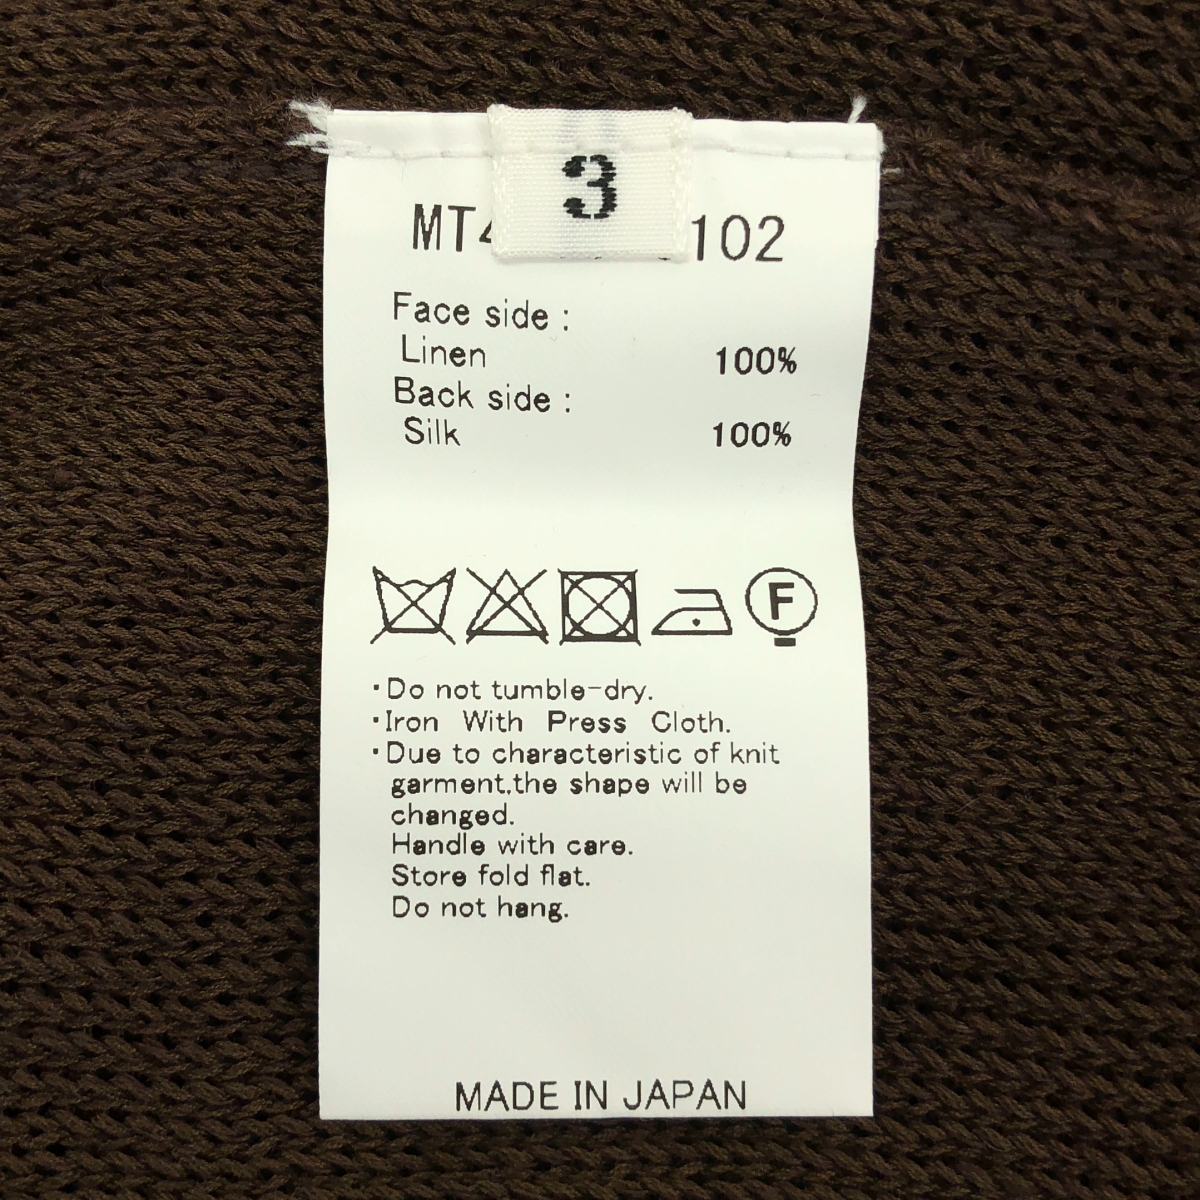 3
102
Face side :
Linen 100%
Back side :
Silk 100%
F
・Do not tumble-dry.
・Iron With Press Cloth.
・Due to characteristic of knit
garment,the shape will be
changed.
Handle with care.
Store fold flat.
Do not hang.
MADE IN JAPAN